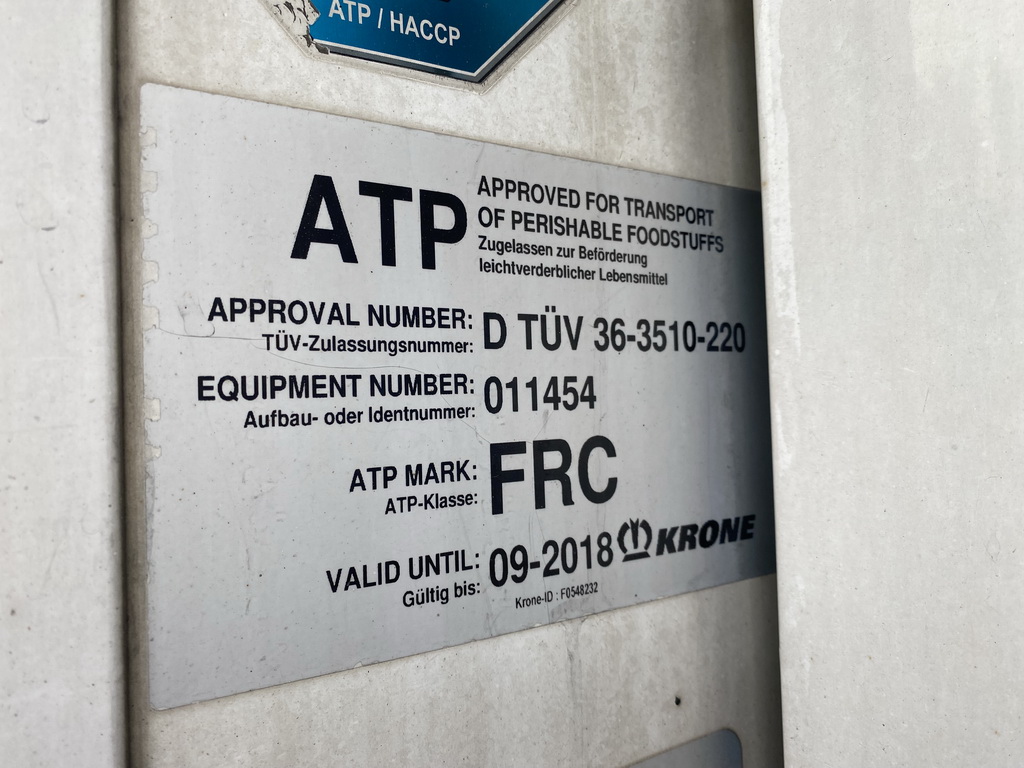 ATP / HACCP
ATP
APPROVED FOR TRANSPORT
OF PERISHABLE FOODSTUFFS
Zugelassen zur Beförderung
leichtverderblicher Lebensmittel
APPROVAL NUMBER: D TÜV 36-3510-220
TÜV-Zulassungsnummer:
EQUIPMENT NUMBER: 011454
Aufbau- oder Identnummer:
ATP MARK: FRC
ATP-Klasse:
VALID UNTIL: 09-2018 KRONE
Gültig bis:
Krone-ID : F0548232